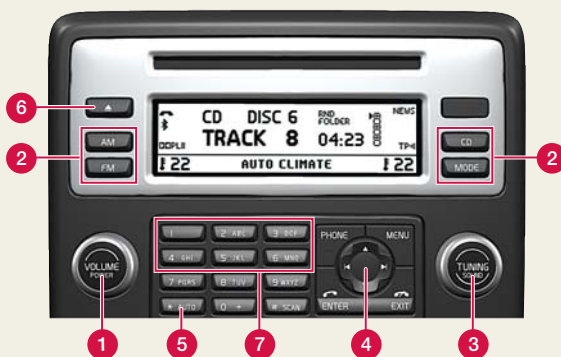 6
2
AM
FM
CD DISC 6 RND FOLDER NEWS
TRACK 8 04:23 TP
22 AUTO CLIMATE 22
CD
MODE
2
VOLUME
POWER
1
1 2 ABC 3 DEF
4 GHI 5 JKL 6 MNO
7 PQRS 8 TUV 9 WXYZ
* AUTO 0 + # SCAN
PHONE MENU
ENTER EXIT
TUNING
SOUND
5 7 4 3